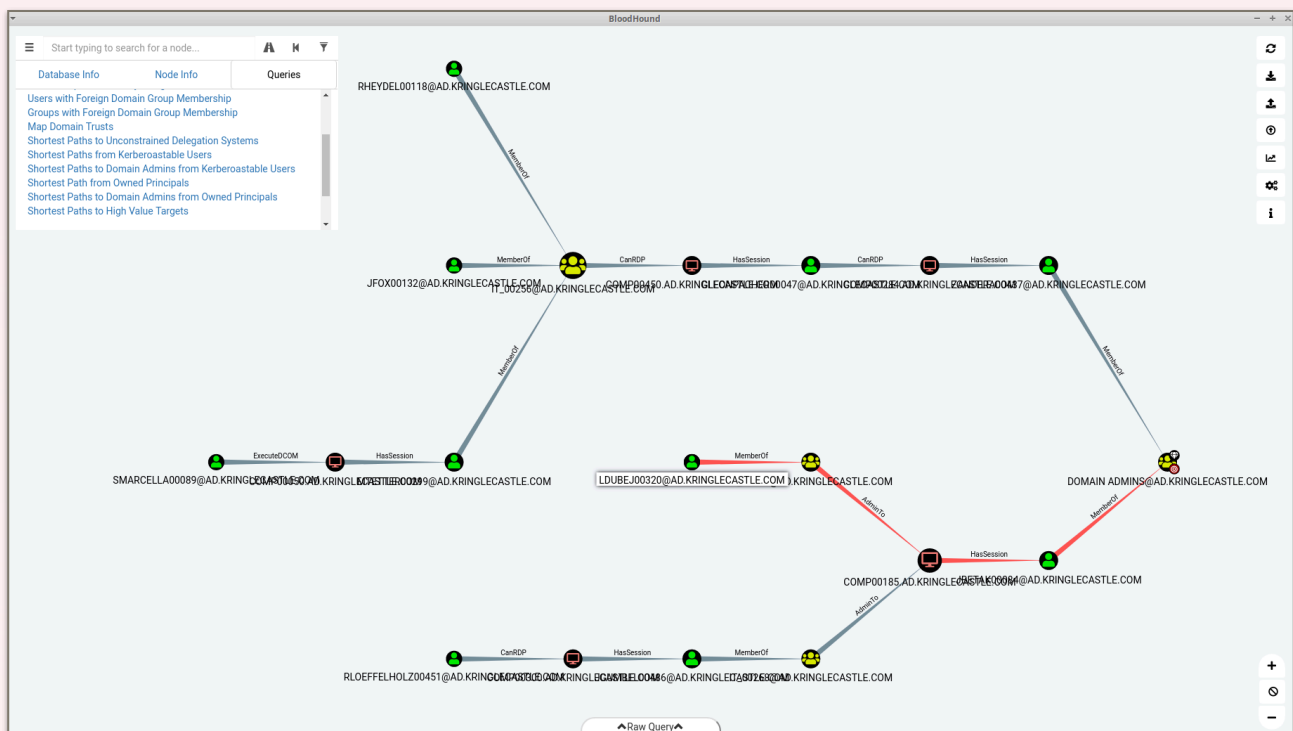 BloodHound
Start typing to search for a node...
Database Info Node Info Queries
Users with Foreign Domain Group Membership
Groups with Foreign Domain Group Membership
Map Domain Trusts
Shortest Paths to Unconstrained Delegation Systems
Shortest Paths from Kerberoastable Users
Shortest Paths to Domain Admins from Kerberoastable Users
Shortest Path from Owned Principals
Shortest Paths to Domain Admins from Owned Principals
Shortest Paths to High Value Targets
RHEYDEL00118@AD.KRINGLECASTLE.COM
MemberOf
MemberOf CanRDP HasSession CanRDP HasSession
JFOX00132@AD.KRINGLECASTLE.COM
IT_00256@AD.KRINGLECASTLE.COM
MemberOf
MemberOf
ExecuteDCOM HasSession MemberOf
SMARCELLA00089@AD.KRINGLECASTLE.COM
LDUBEJ00320@AD.KRINGLECASTLE.COM
DOMAIN ADMINS@AD.KRINGLECASTLE.COM
AdminTo
MemberOf
HasSession
COMP00185.AD.KRINGLECASTLE.COM
AdminTo
CanRDP HasSession MemberOf
RLOEFFELHOLZ00451@AD.KRINGLECASTLE.COM
Raw Query